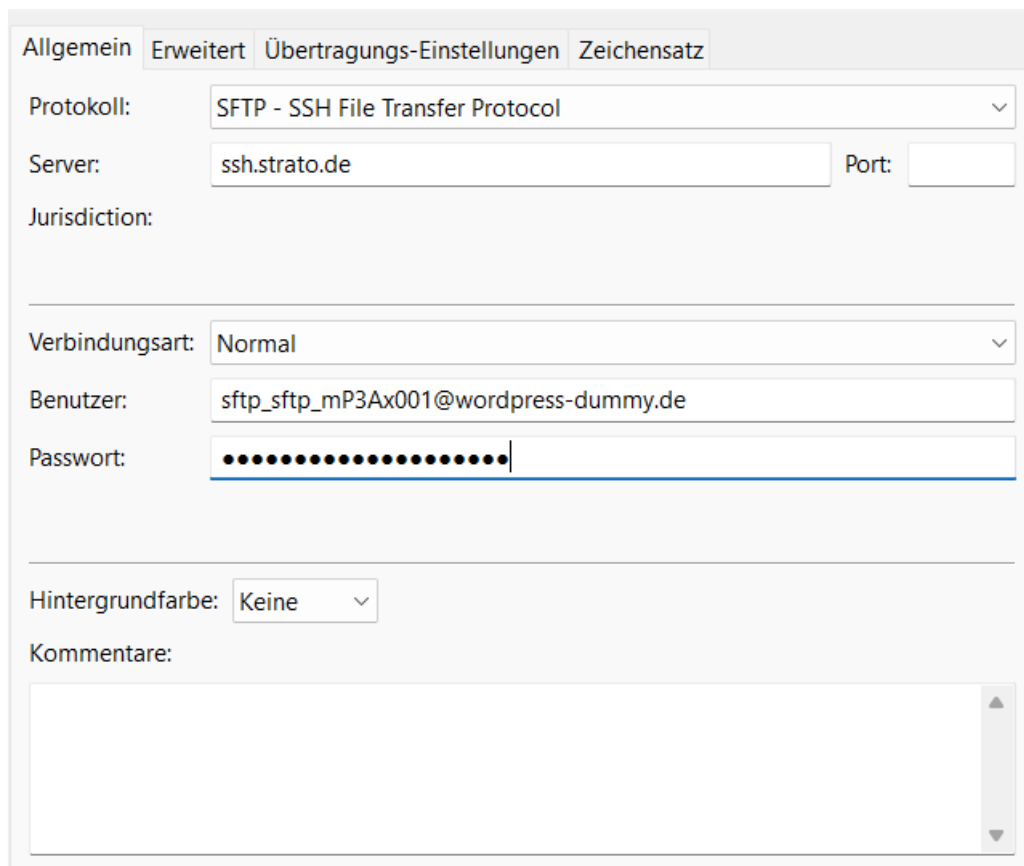 Allgemein Erweitert Übertragungs-Einstellungen Zeichensatz
Protokoll: SFTP - SSH File Transfer Protocol
Server: ssh.strato.de Port:
Jurisdiction:
Verbindungsart: Normal
Benutzer: sftp_sftp_mP3Ax001@wordpress-dummy.de
Passwort: ●●●●●●●●●●●●●●●●●●●●
Hintergrundfarbe: Keine
Kommentare: